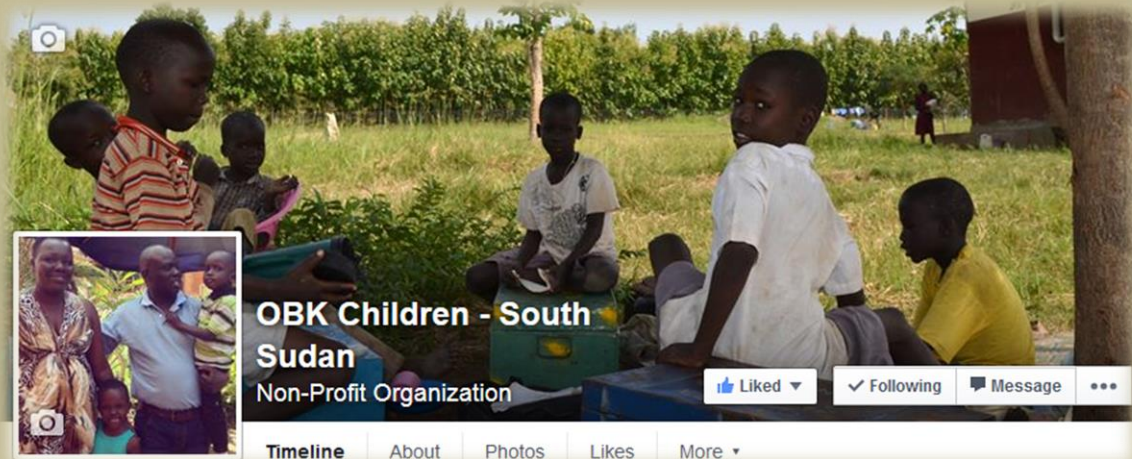 OBK Children - South
Sudan
Non-Profit Organization
Liked
Following
Message
Timeline
About
Photos
Likes
More